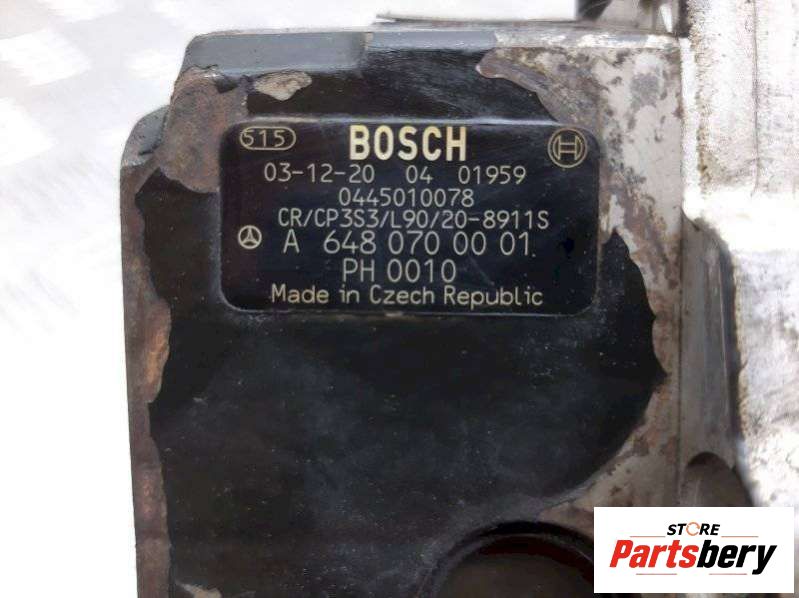 515 BOSCH
03-12-20 04 01959
0445010078
CR/CP3S3/L90/20-8911S
A 648 070 00 01
PH 0010
Made in Czech Republic
STORE
Partsbery